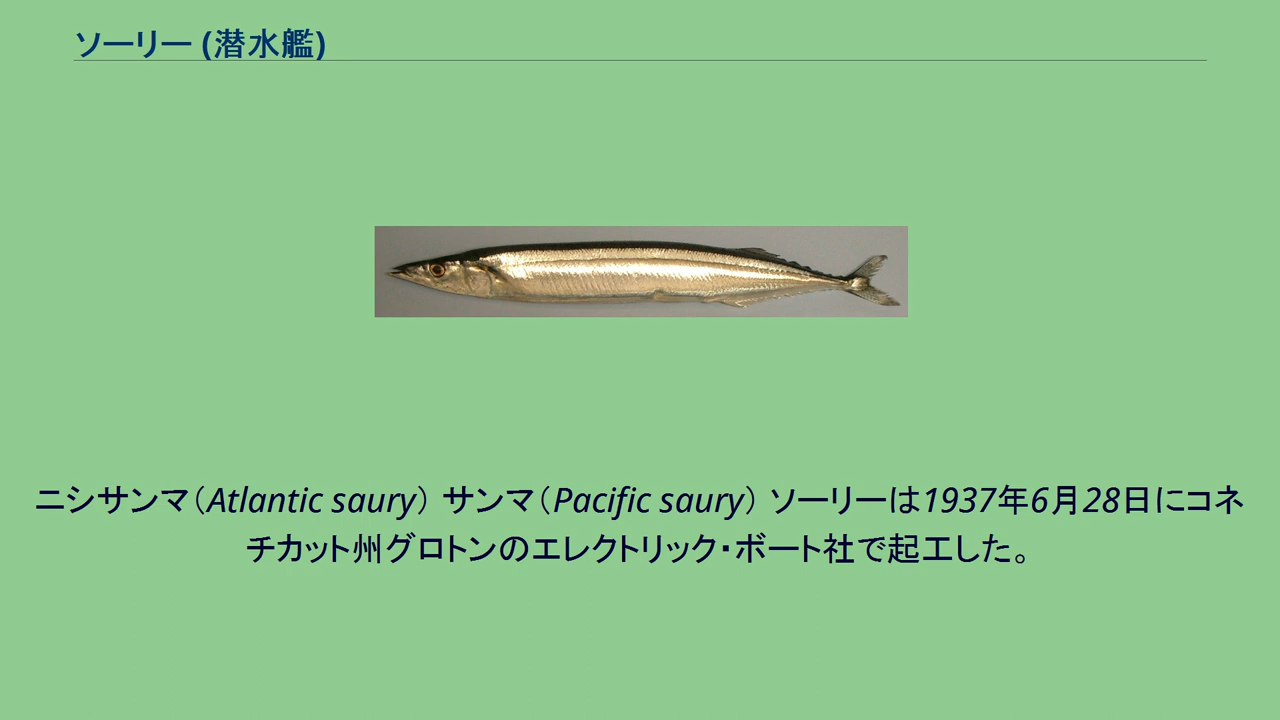 ソーリー (潜水艦)
ニシサンマ（Atlantic saury） サンマ（Pacific saury） ソーリーは1937年6月28日にコネ
チカット州グロトンのエレクトリック・ボート社で起工した。